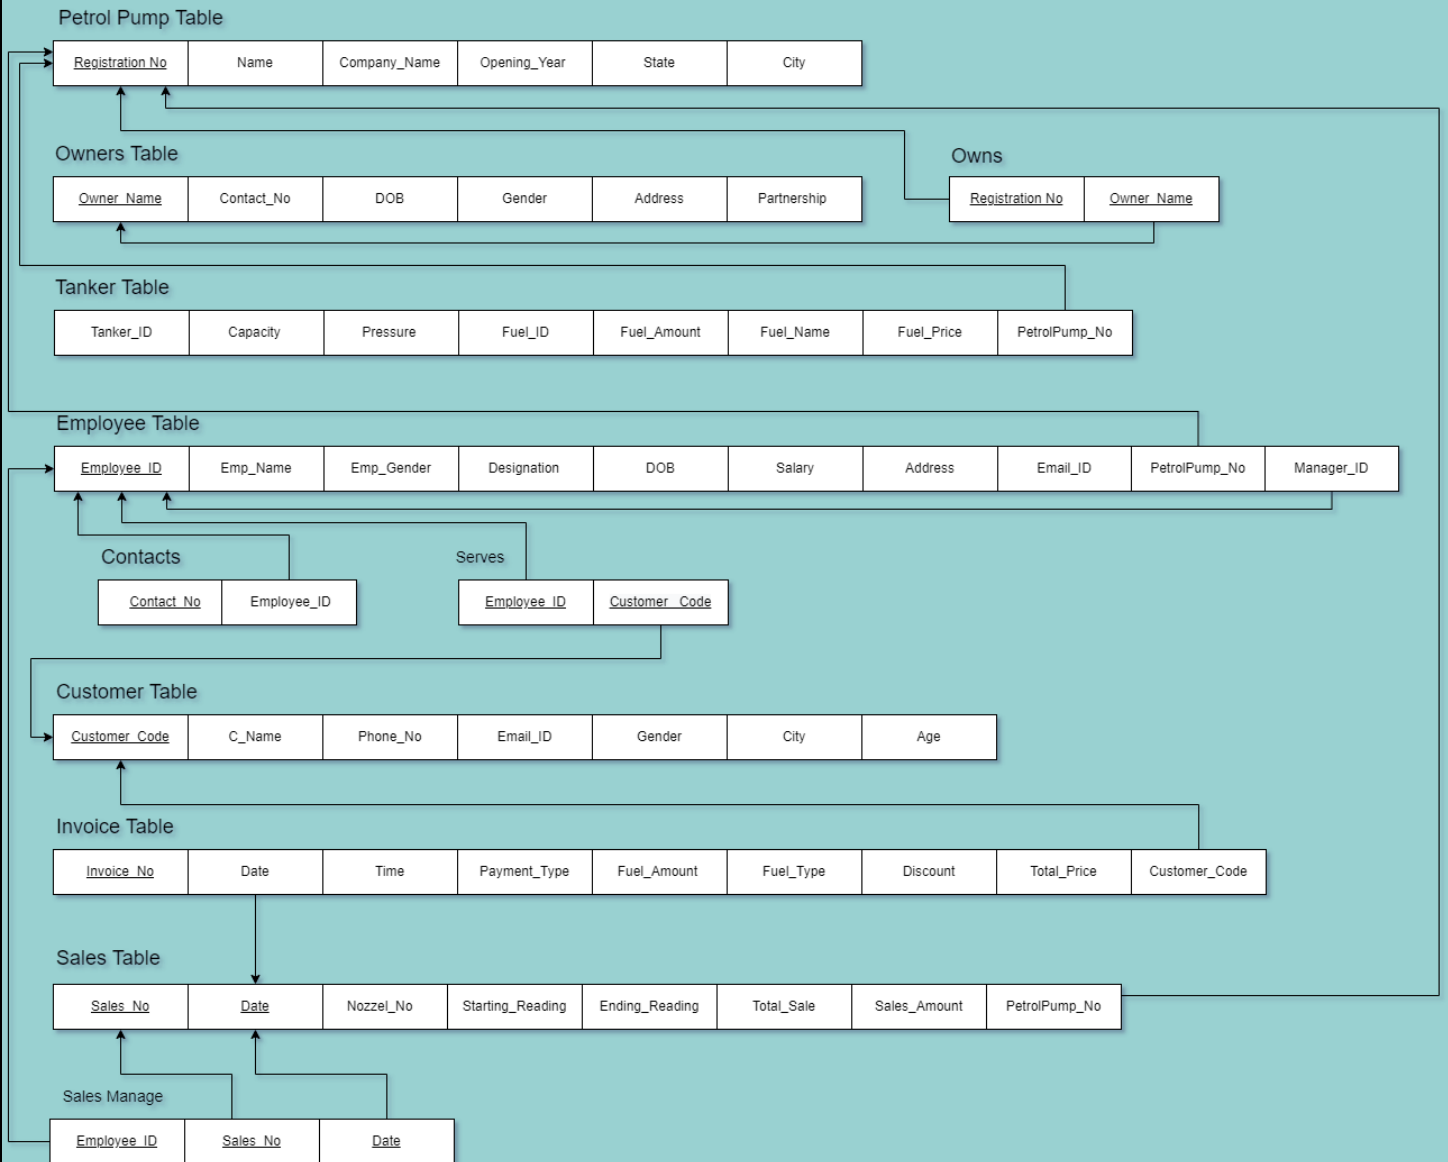 Petrol Pump Table
Registration No Name Company_Name Opening_Year State City
Owners Table
Owner_Name Contact_No DOB Gender Address Partnership
Owns
Registration No Owner_Name
Tanker Table
Tanker_ID Capacity Pressure Fuel_ID Fuel_Amount Fuel_Name Fuel_Price PetrolPump_No
Employee Table
Employee_ID Emp_Name Emp_Gender Designation DOB Salary Address Email_ID PetrolPump_No Manager_ID
Contacts
Contact_No Employee_ID
Serves
Employee_ID Customer_Code
Customer Table
Customer_Code C_Name Phone_No Email_ID Gender City Age
Invoice Table
Invoice_No Date Time Payment_Type Fuel_Amount Fuel_Type Discount Total_Price Customer_Code
Sales Table
Sales_No Date Nozzel_No Starting_Reading Ending_Reading Total_Sale Sales_Amount PetrolPump_No
Sales Manage
Employee_ID Sales_No Date